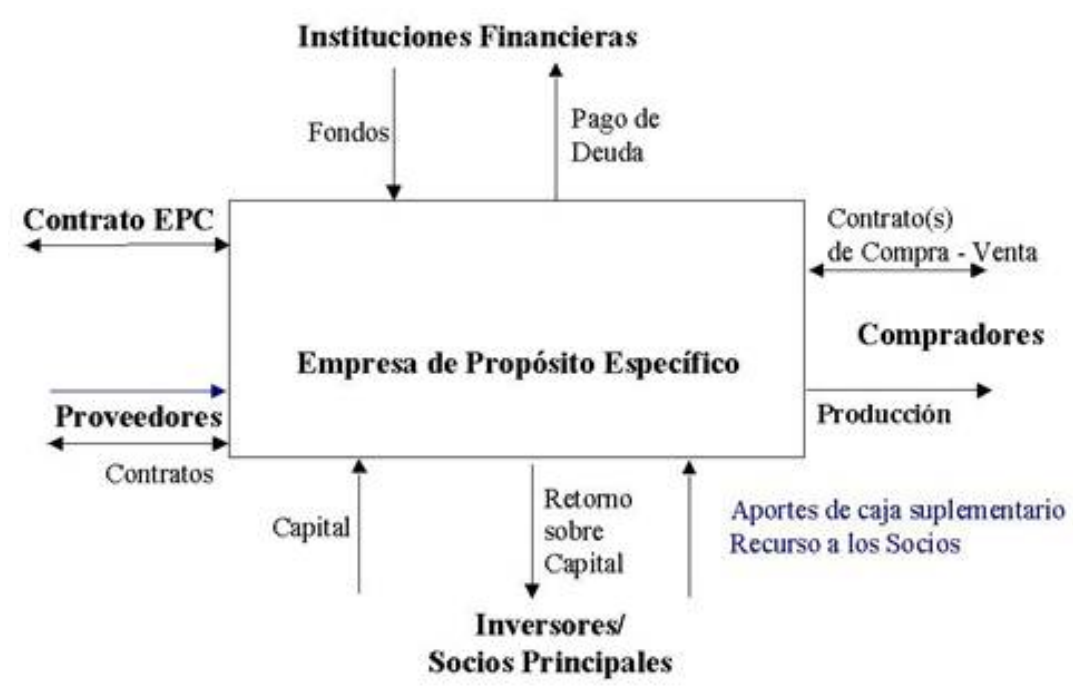 Instituciones Financieras
Fondos
Pago de
Deuda
Contrato EPC
Contrato(s)
de Compra - Venta
Compradores
Empresa de Propósito Específico
Proveedores
Producción
Contratos
Capital
Retorno
sobre
Capital
Aportes de caja suplementario
Recurso a los Socios
Inversores/
Socios Principales